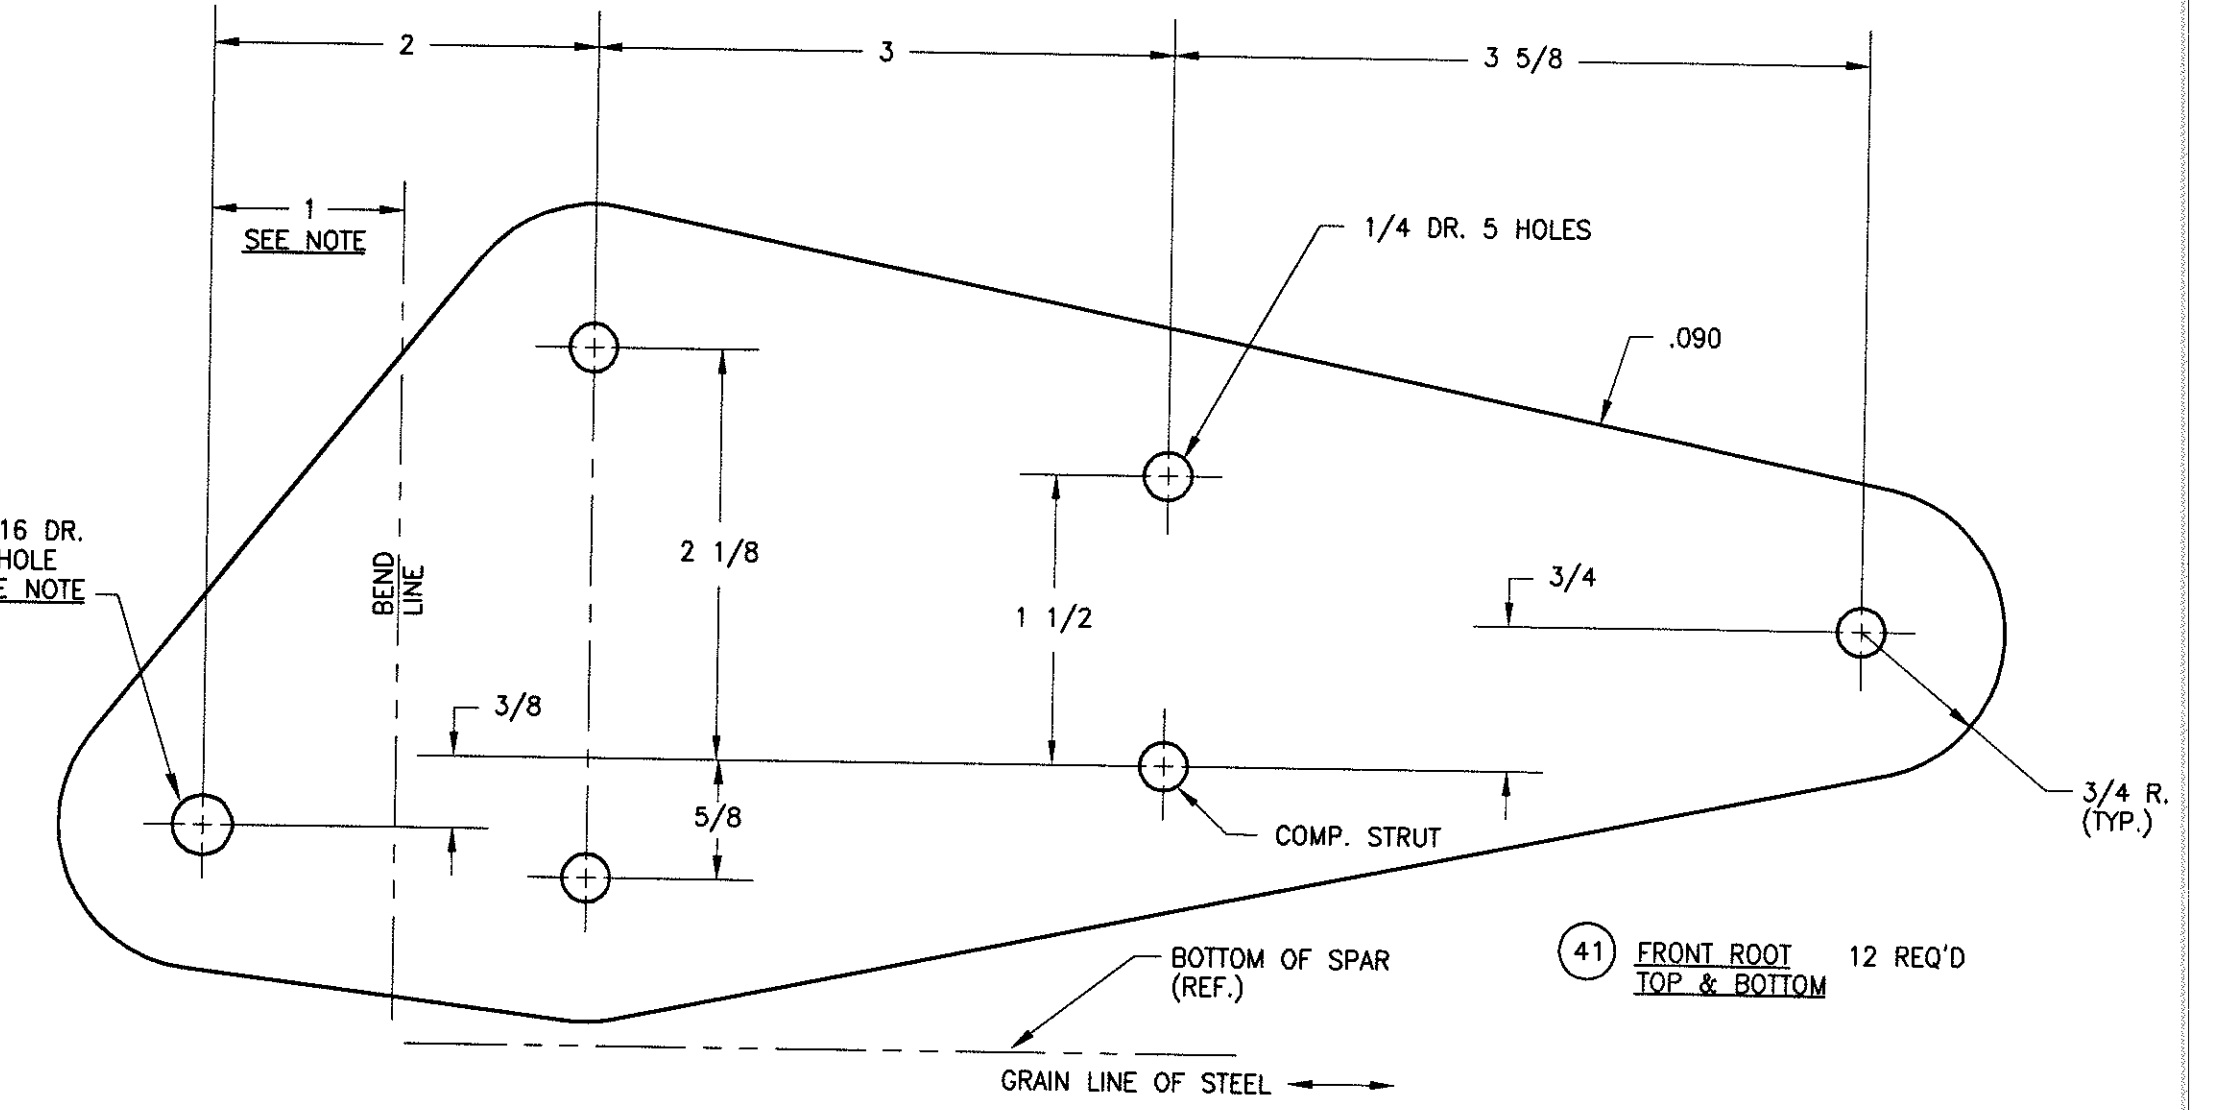 2
3
3 5/8
1
SEE NOTE
1/4 DR. 5 HOLES
.090
16 DR.
HOLE
NOTE
BEND
LINE
2 1/8
1 1/2
3/4
3/8
5/8
COMP. STRUT
3/4 R.
(TYP.)
BOTTOM OF SPAR
(REF.)
41 FRONT ROOT 12 REQ'D
TOP & BOTTOM
GRAIN LINE OF STEEL